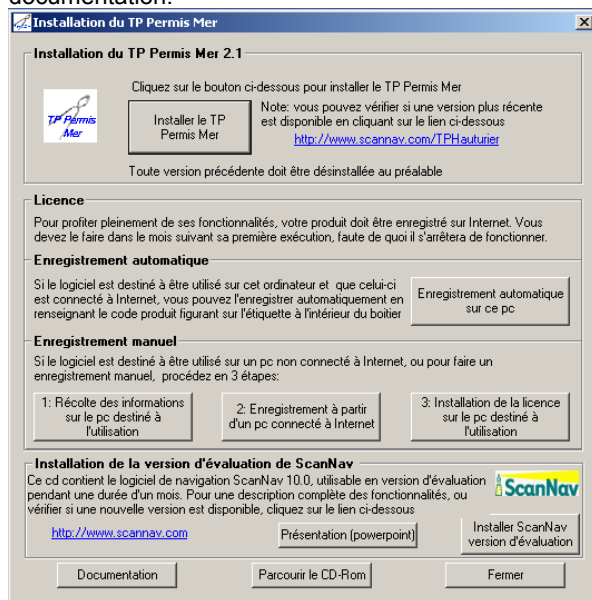 documentation.
Installation du TP Permis Mer
Installation du TP Permis Mer 2.1
Cliquez sur le bouton ci-dessous pour installer le TP Permis Mer
TP Permis
Mer
Installer le TP
Permis Mer
Note: vous pouvez vérifier si une version plus récente
est disponible en cliquant sur le lien ci-dessous
http://www.scannav.com/TPHauturier
Toute version précédente doit être désinstallée au préalable
Licence
Pour profiter pleinement de ses fonctionnalités, votre produit doit être enregistré sur Internet. Vous
devez le faire dans le mois suivant sa première exécution, faute de quoi il s'arrêtera de fonctionner.
Enregistrement automatique
Si le logiciel est destiné à être utilisé sur cet ordinateur et que celui-ci
est connecté à Internet, vous pouvez l'enregistrer automatiquement en
renseignant le code produit figurant sur l'étiquette à l'intérieur du boitier
Enregistrement automatique
sur ce pc
Enregistrement manuel
Si le logiciel est destiné à être utilisé sur un pc non connecté à Internet, ou pour faire un
enregistrement manuel, procédez en 3 étapes:
1: Récolte des informations
sur le pc destiné à
l'utilisation
2: Enregistrement à partir
d'un pc connecté à Internet
3: Installation de la licence
sur le pc destiné à
l'utilisation
Installation de la version d'évaluation de ScanNav
Ce cd contient le logiciel de navigation ScanNav 10.0, utilisable en version d'évaluation
pendant une durée d'un mois. Pour une description complète des fonctionnalités, ou
vérifier si une nouvelle version est disponible, cliquez sur le lien ci-dessous
ScanNav
http://www.scannav.com
Présentation (powerpoint)
Installer ScanNav
version d'évaluation
Documentation
Parcourir le CD-Rom
Fermer